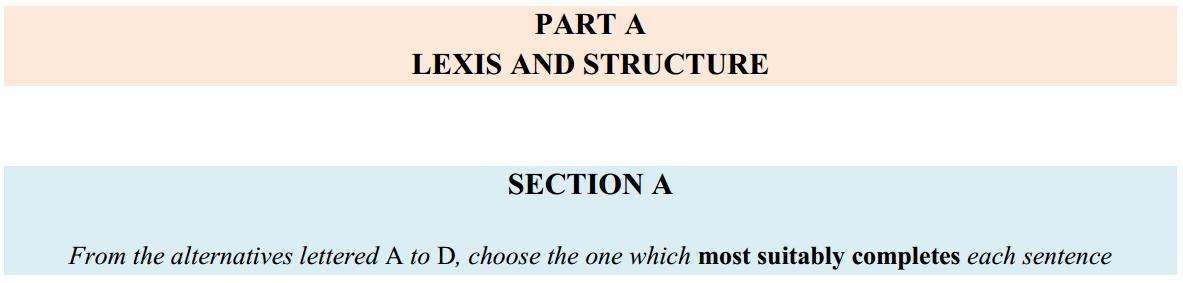 PART A
LEXIS AND STRUCTURE
SECTION A
From the alternatives lettered A to D, choose the one which most suitably completes each sentence